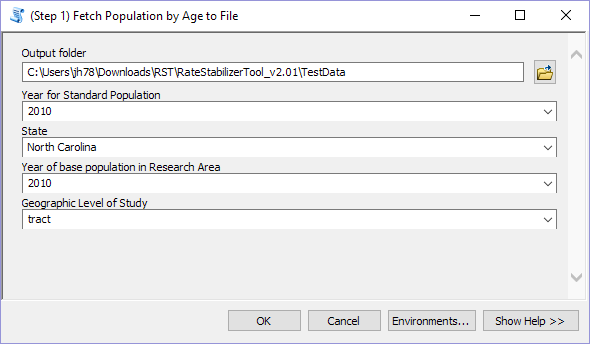 (Step 1) Fetch Population by Age to File
Output folder
C:\Users\jh78\Downloads\RST\RateStabilizerTool_v2.01\TestData
Year for Standard Population
2010
State
North Carolina
Year of base population in Research Area
2010
Geographic Level of Study
tract
OK Cancel Environments... Show Help >>